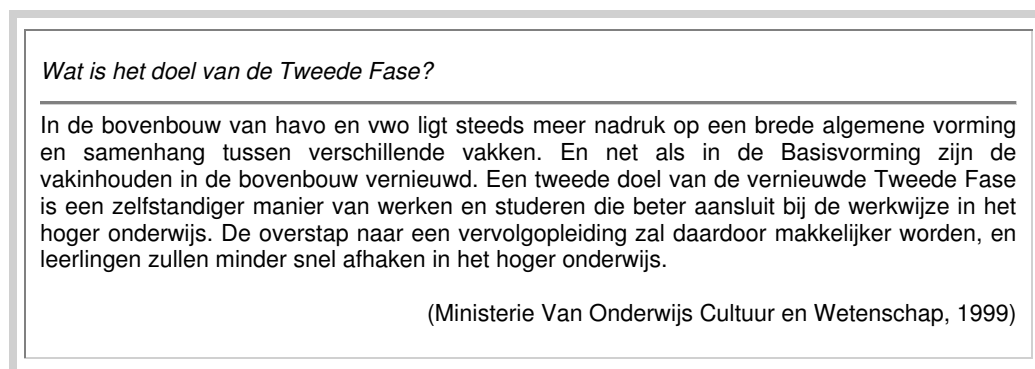 Wat is het doel van de Tweede Fase?
In de bovenbouw van havo en vwo ligt steeds meer nadruk op een brede algemene vorming
en samenhang tussen verschillende vakken. En net als in de Basisvorming zijn de
vakinhouden in de bovenbouw vernieuwd. Een tweede doel van de vernieuwde Tweede Fase
is een zelfstandiger manier van werken en studeren die beter aansluit bij de werkwijze in het
hoger onderwijs. De overstap naar een vervolgopleiding zal daardoor makkelijker worden, en
leerlingen zullen minder snel afhaken in het hoger onderwijs.
(Ministerie Van Onderwijs Cultuur en Wetenschap, 1999)